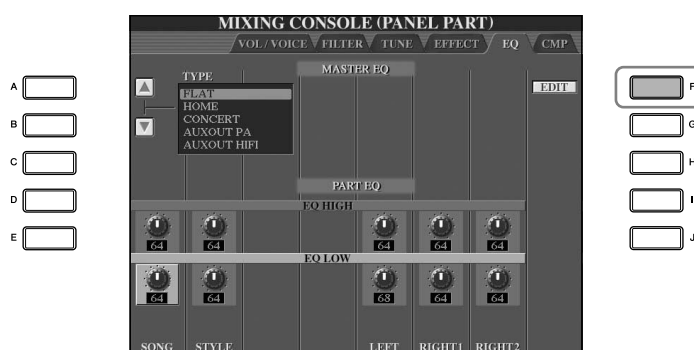 MIXING CONSOLE (PANEL PART)
VOL / VOICE FILTER TUNE EFFECT EQ CMP
TYPE MASTER EQ
EDIT
FLAT
HOME
CONCERT
AUXOUT PA
AUXOUT HIFI
A
B
C
D
E
F
G
H
I
J
PART EQ
EQ HIGH
64 64 64 64 64
EQ LOW
64 64 68 64 64
SONG STYLE LEFT RIGHT1 RIGHT2